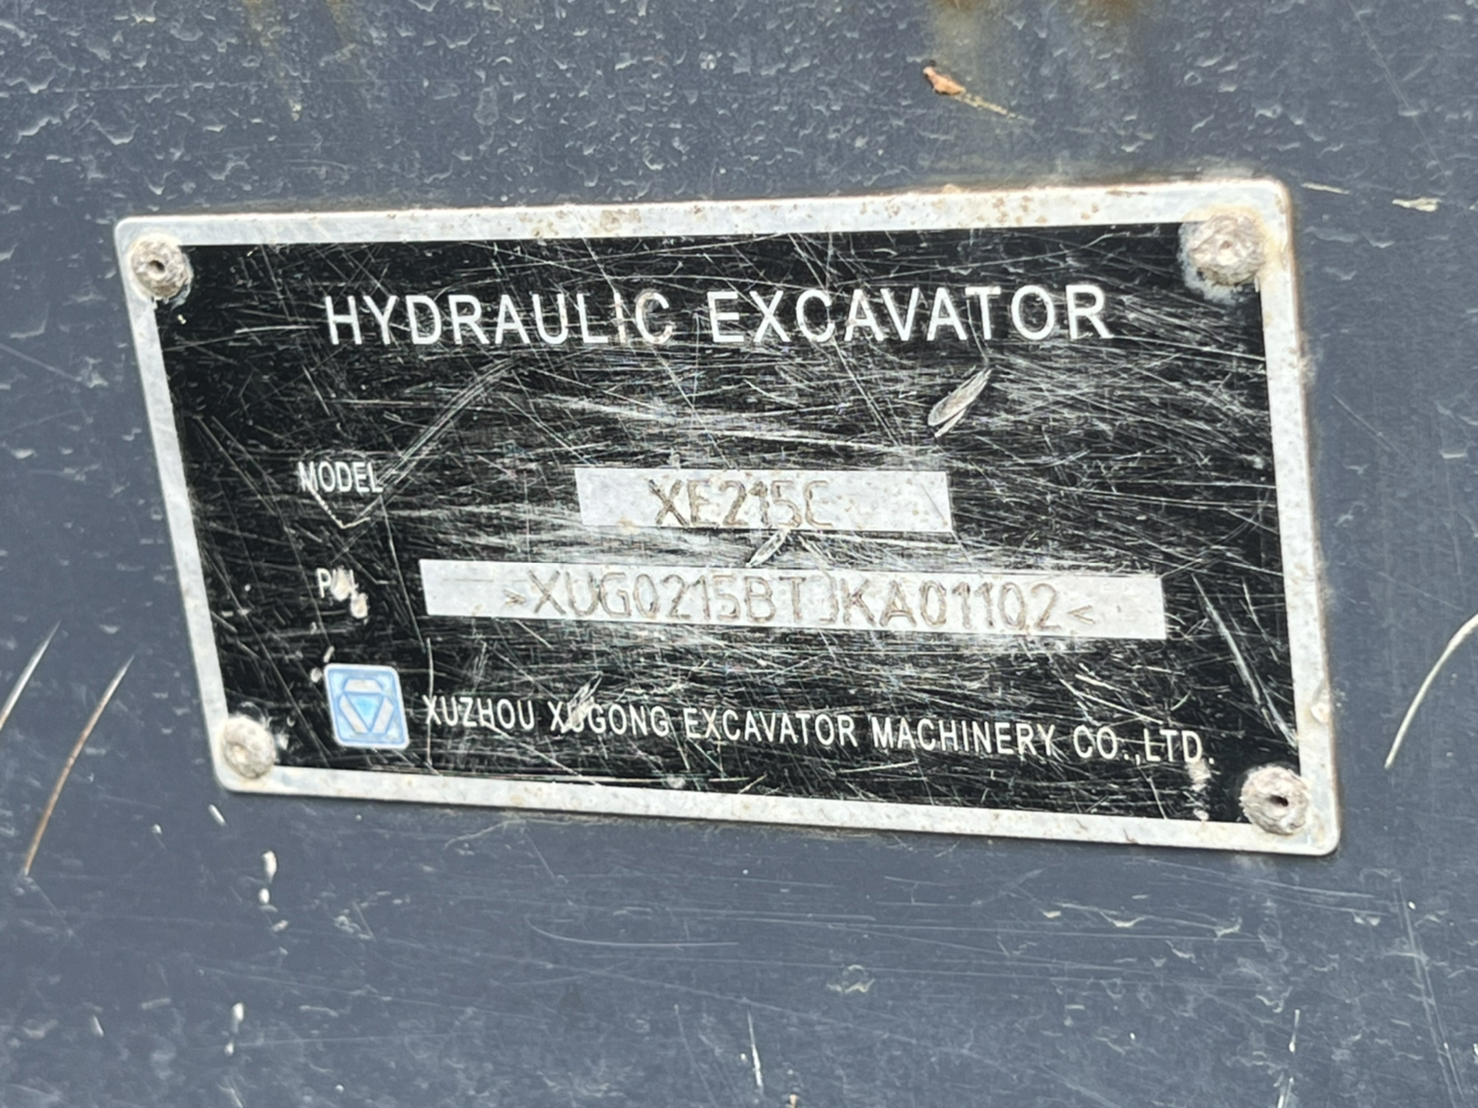 HYDRAULIC EXCAVATOR
MODEL XE215C
>XUG0215BTJKA01102<
XUZHOU XUGONG EXCAVATOR MACHINERY CO.,LTD.